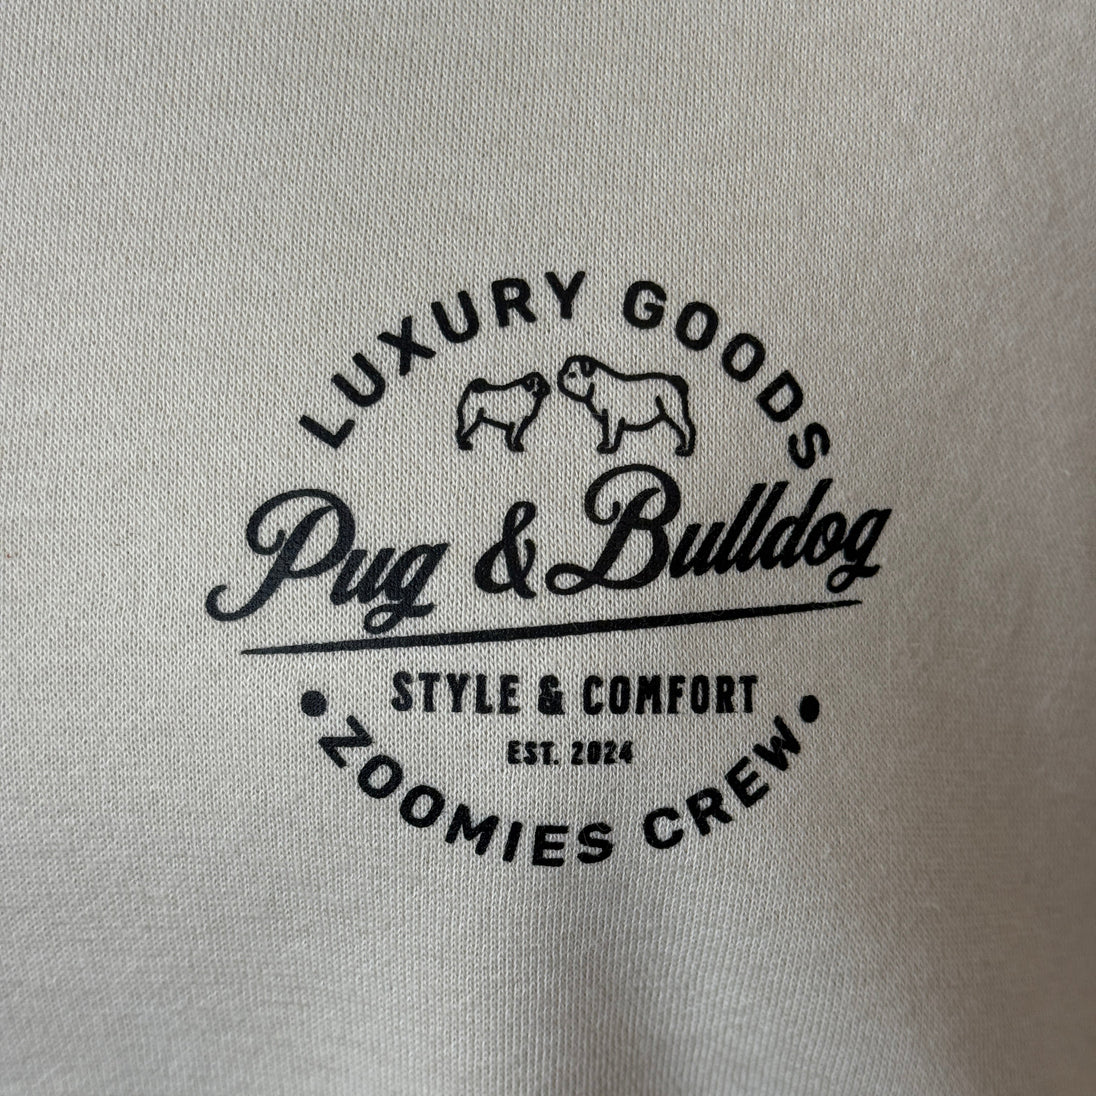 LUXURY GOODS
Pug & Bulldog
STYLE & COMFORT
EST. 2024
ZOOMIES CREW